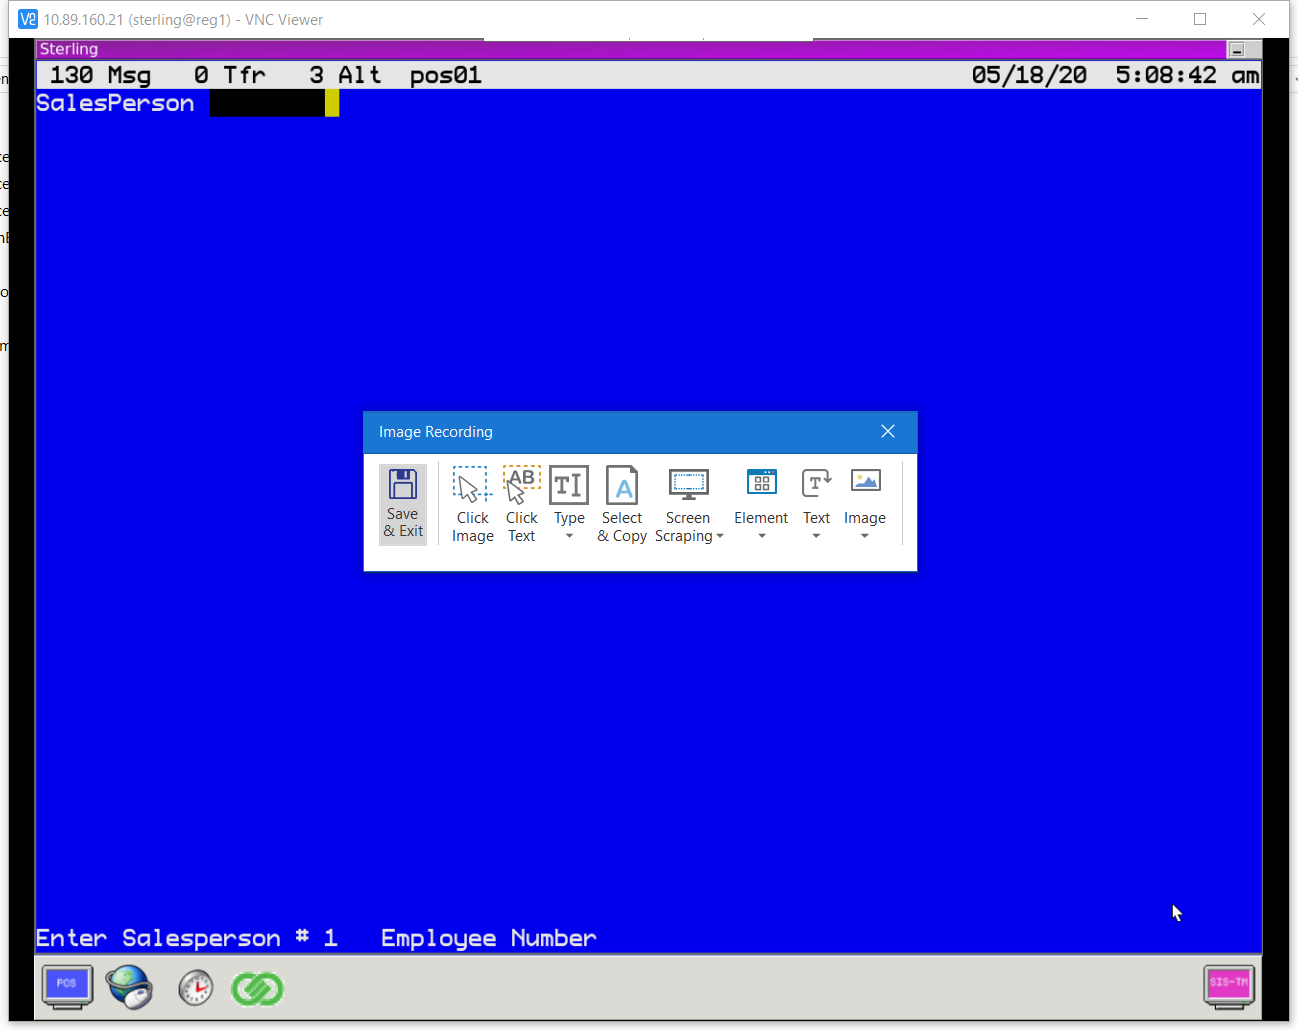 10.89.160.21 (sterling@reg1) - VNC Viewer
Sterling
130 Msg 0 Tfr 3 Alt pos01 05/18/20 5:08:42 am
SalesPerson
Image Recording
Save & Exit
Click Image
Click Text
Type
Select & Copy
Screen Scraping
Element
Text
Image
Enter Salesperson # 1 Employee Number
POS
SIS-TM